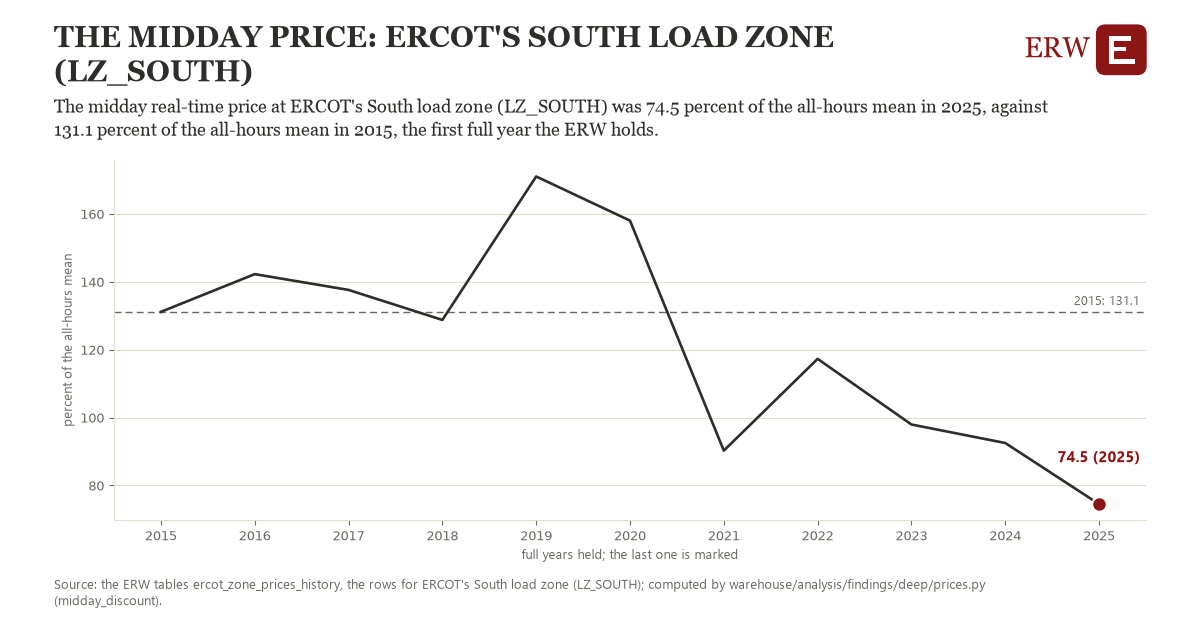 THE MIDDAY PRICE: ERCOT'S SOUTH LOAD ZONE
(LZ_SOUTH)
ERW E
The midday real-time price at ERCOT's South load zone (LZ_SOUTH) was 74.5 percent of the all-hours mean in 2025, against
131.1 percent of the all-hours mean in 2015, the first full year the ERW holds.
percent of the all-hours mean
160
140
120
100
80
2015: 131.1
74.5 (2025)
2015 2016 2017 2018 2019 2020 2021 2022 2023 2024 2025
full years held; the last one is marked
Source: the ERW tables ercot_zone_prices_history, the rows for ERCOT's South load zone (LZ_SOUTH); computed by warehouse/analysis/findings/deep/prices.py
(midday_discount).